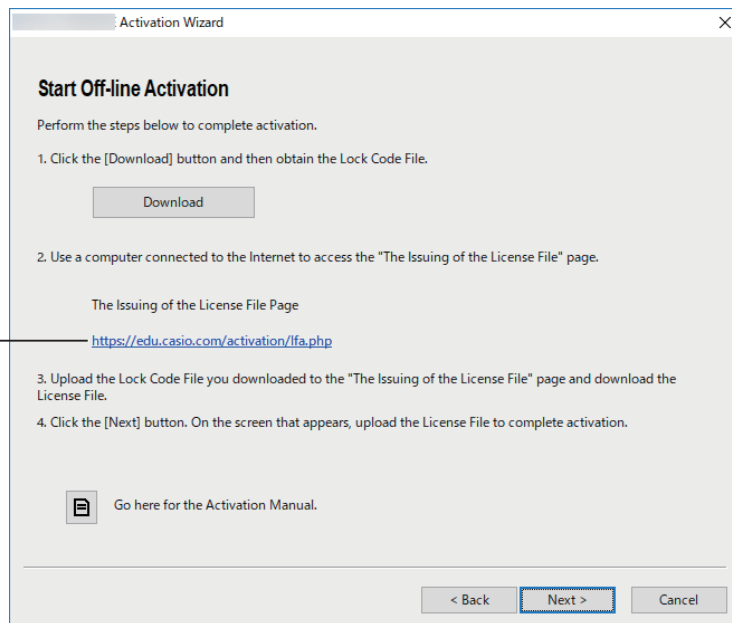 : Activation Wizard
Start Off-line Activation
Perform the steps below to complete activation.
1. Click the [Download] button and then obtain the Lock Code File.
Download
2. Use a computer connected to the Internet to access the "The Issuing of the License File" page.
The Issuing of the License File Page
https://edu.casio.com/activation/lfa.php
3. Upload the Lock Code File you downloaded to the "The Issuing of the License File" page and download the
License File.
4. Click the [Next] button. On the screen that appears, upload the License File to complete activation.
Go here for the Activation Manual.
< Back Next > Cancel